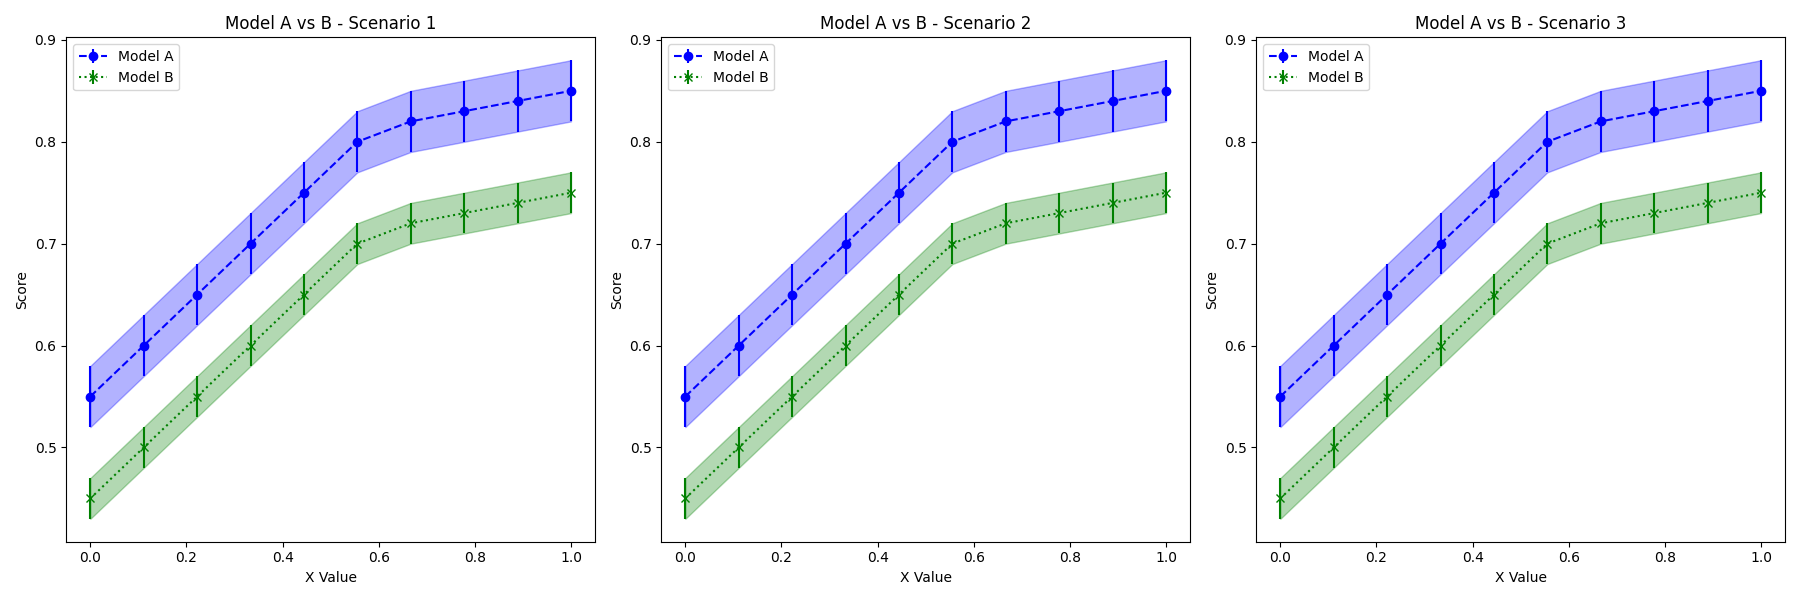 Model A vs B - Scenario 1
Model A
Model B
0.9
0.8
0.7
0.6
0.5
Score
0.0 0.2 0.4 0.6 0.8 1.0
X Value
Model A vs B - Scenario 2
Model A
Model B
0.9
0.8
0.7
0.6
0.5
Score
0.0 0.2 0.4 0.6 0.8 1.0
X Value
Model A vs B - Scenario 3
Model A
Model B
0.9
0.8
0.7
0.6
0.5
Score
0.0 0.2 0.4 0.6 0.8 1.0
X Value